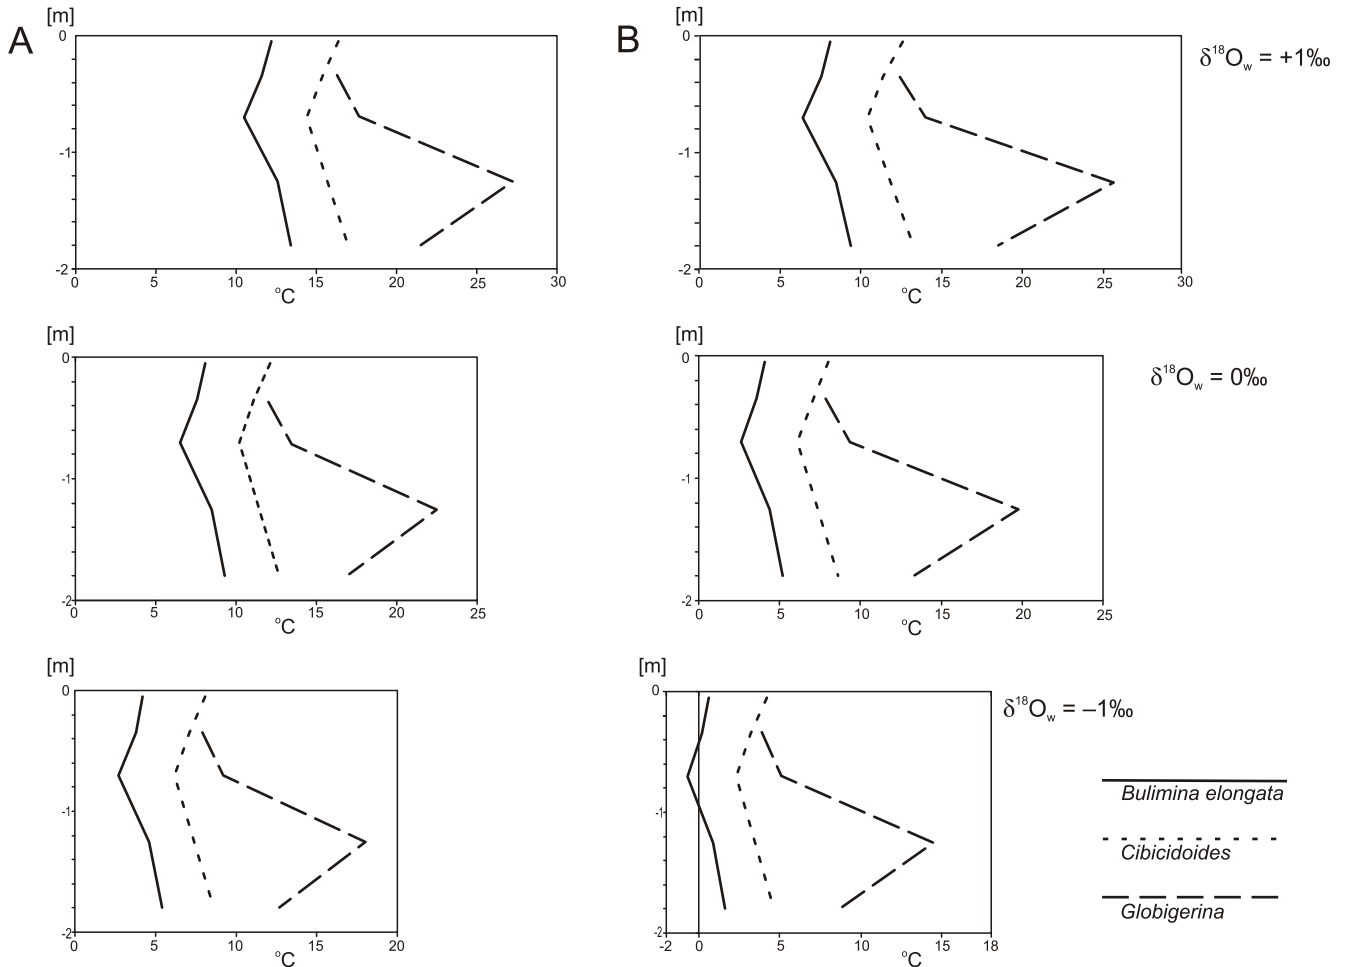 A
[m]
0
-1
-2
0 5 10 15 20 25 30
°C
B
[m]
0
-1
-2
0 5 10 15 20 25 30
°C
δ¹⁸Ow = +1‰
[m]
0
-1
-2
0 5 10 15 20 25
°C
[m]
0
-1
-2
0 5 10 15 20 25
°C
δ¹⁸Ow = 0‰
[m]
0
-1
-2
0 5 10 15 20
°C
[m]
0
-1
-2
-2 0 5 10 15 18
°C
δ¹⁸Ow = –1‰
Bulimina elongata
Cibicidoides
Globigerina